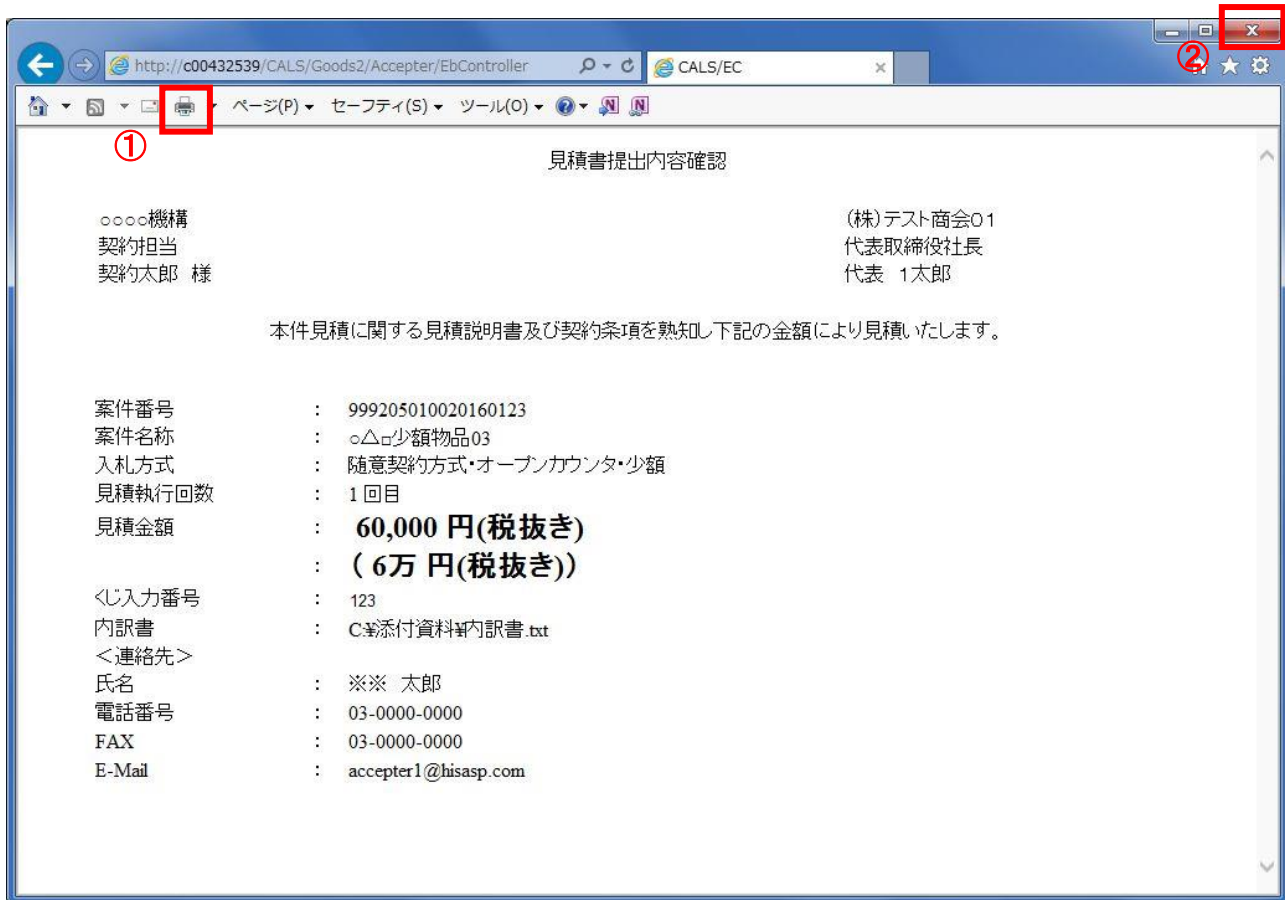 ②
http://c00432539/CALS/Goods2/Accepter/EbController
CALS/EC
ページ(P) セーフティ(S) ツール(O)
①
見積書提出内容確認
○○○○機構
(株)テスト商会01
契約担当
代表取締役社長
契約太郎 様
代表 1太郎
本件見積に関する見積説明書及び契約条項を熟知し下記の金額により見積いたします。
案件番号 : 999205010020160123
案件名称 : ○△□少額物品03
入札方式 : 随意契約方式・オープンカウンタ・少額
見積執行回数 : 1回目
見積金額 : 60,000 円(税抜き)
: ( 6万 円(税抜き))
くじ入力番号 : 123
内訳書 : C:¥添付資料¥内訳書.txt
<連絡先>
氏名 : ※※ 太郎
電話番号 : 03-0000-0000
FAX : 03-0000-0000
E-Mail : accepter1@hisasp.com